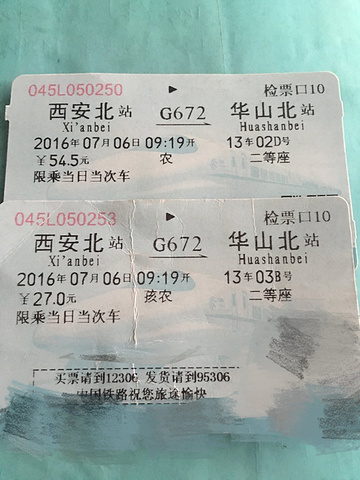 045L050250 检票口10
西安北站 G672 华山北站
Xi'anbei Huashanbei
2016年07月06日09:19开 13车02D号
￥54.5元 农 二等座
限乘当日当次车
045L050253 检票口10
西安北站 G672 华山北站
Xi'anbei Huashanbei
2016年07月06日09:19开 13车03B号
￥27.0元 孩农 二等座
限乘当日当次车
买票请到12306 发货请到95306
中国铁路祝您旅途愉快